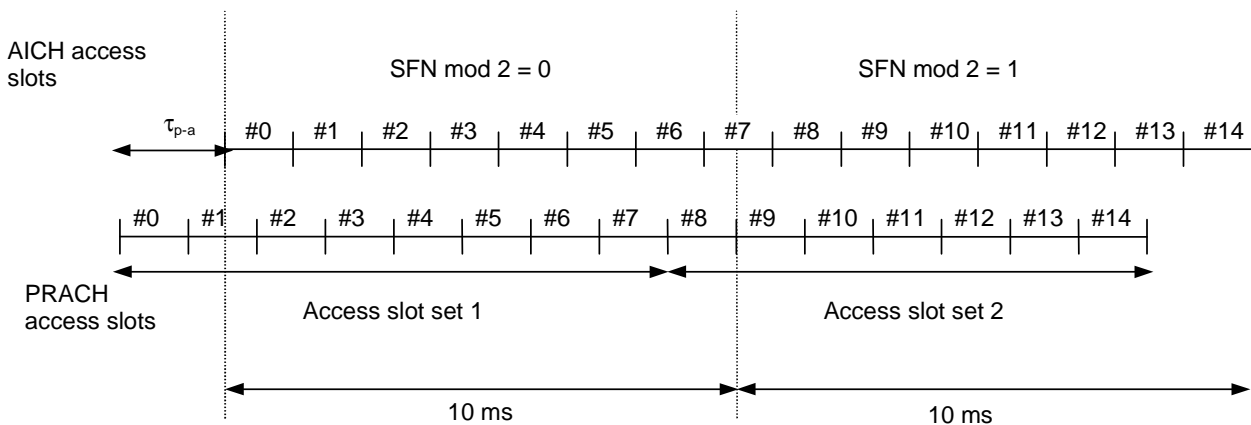 AICH access
slots
SFN mod 2 = 0
SFN mod 2 = 1
τp-a
#0 #1 #2 #3 #4 #5 #6 #7 #8 #9 #10 #11 #12 #13 #14
#0 #1 #2 #3 #4 #5 #6 #7 #8 #9 #10 #11 #12 #13 #14
PRACH
access slots
Access slot set 1
Access slot set 2
10 ms
10 ms